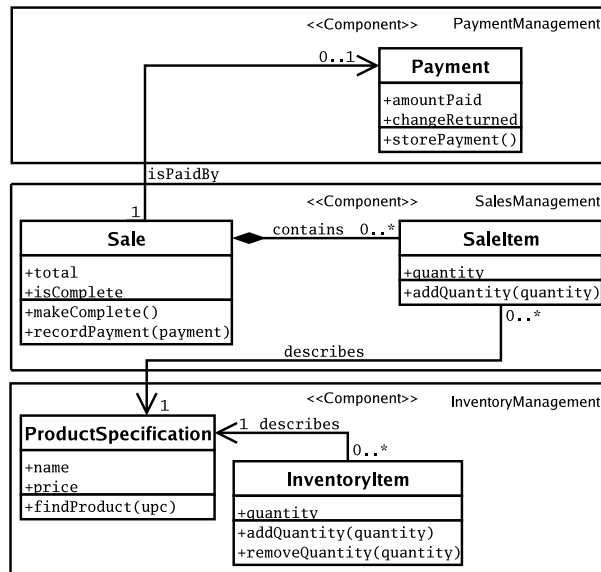 <<Component>> PaymentManagement
0..1
Payment
+amountPaid
+changeReturned
+storePayment()
isPaidBy
<<Component>> SalesManagement
1
Sale
+total
+isComplete
+makeComplete()
+recordPayment(payment)
contains 0..*
SaleItem
+quantity
+addQuantity(quantity)
0..*
describes
<<Component>> InventoryManagement
1
ProductSpecification
+name
+price
+findProduct(upc)
1 describes
0..*
InventoryItem
+quantity
+addQuantity(quantity)
+removeQuantity(quantity)